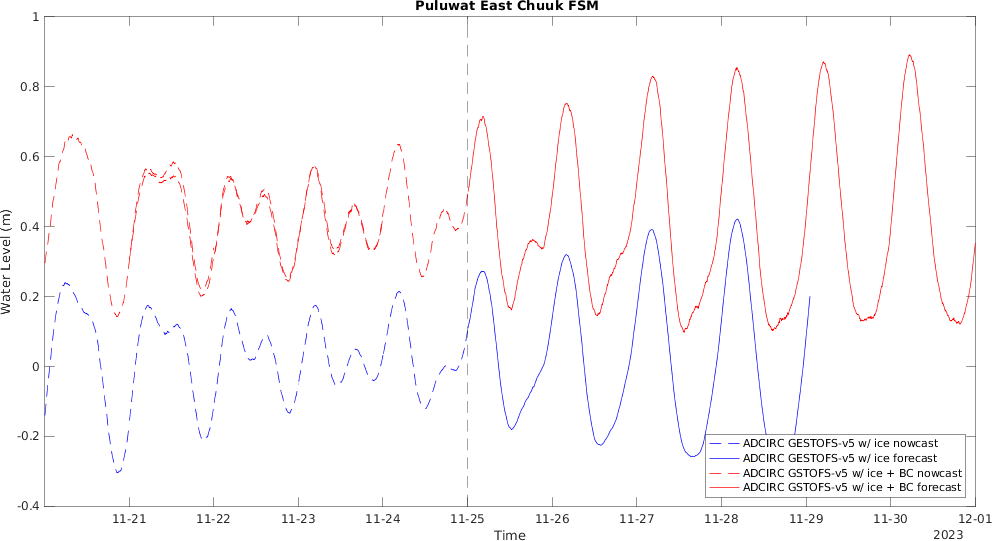 Puluwat East Chuuk FSM
Water Level (m)
1
0.8
0.6
0.4
0.2
0
-0.2
-0.4
ADCIRC GESTOFS-v5 w/ ice nowcast
ADCIRC GESTOFS-v5 w/ ice forecast
ADCIRC GSTOFS-v5 w/ ice + BC nowcast
ADCIRC GSTOFS-v5 w/ ice + BC forecast
11-21 11-22 11-23 11-24 11-25 11-26 11-27 11-28 11-29 11-30 12-01
Time
2023